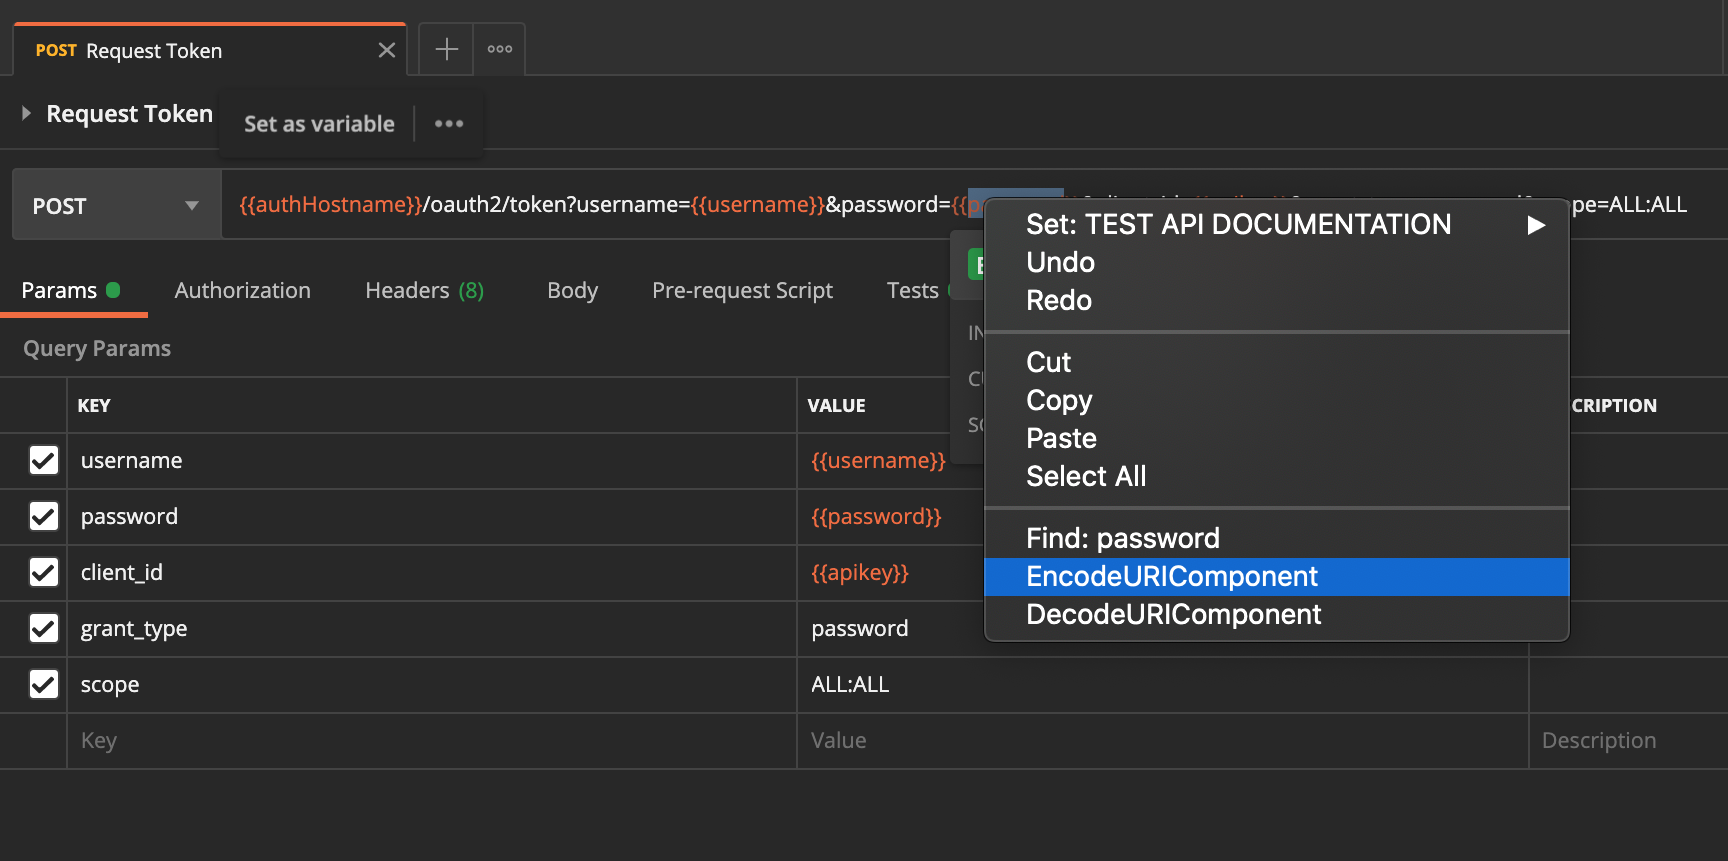 POST Request Token
Request Token
Set as variable
POST
{{authHostname}}/oauth2/token?username={{username}}&password={{
pe=ALL:ALL
Set: TEST API DOCUMENTATION
Undo
Redo
Cut
Copy
Paste
Select All
Find: password
EncodeURIComponent
DecodeURIComponent
Params
Authorization
Headers (8)
Body
Pre-request Script
Tests
Query Params
KEY
VALUE
CRIPTION
username
{{username}}
password
{{password}}
client_id
{{apikey}}
grant_type
password
scope
ALL:ALL
Key
Value
Description